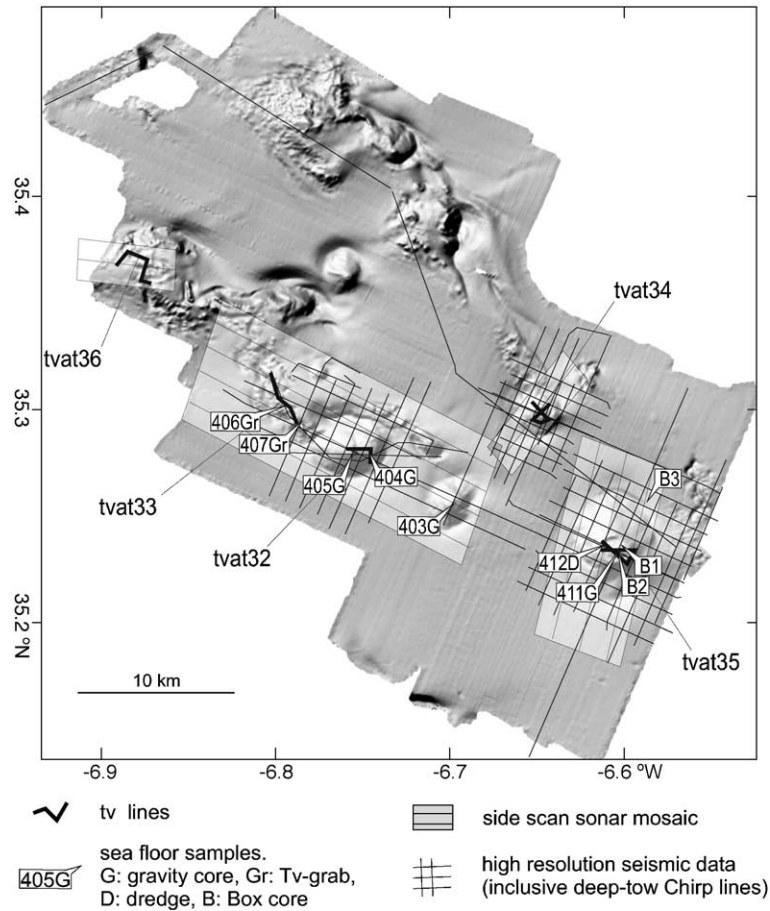 35.4
tvat34
tvat36
35.3
406Gr
407Gr
B3
405G
404G
tvat33
403G
412D
B1
tvat32
411G
B2
35.2 ºN
tvat35
10 km
-6.9
-6.8
-6.7
-6.6 ºW
tv lines
side scan sonar mosaic
405G
sea floor samples.
G: gravity core, Gr: Tv-grab,
D: dredge, B: Box core
high resolution seismic data
(inclusive deep-tow Chirp lines)